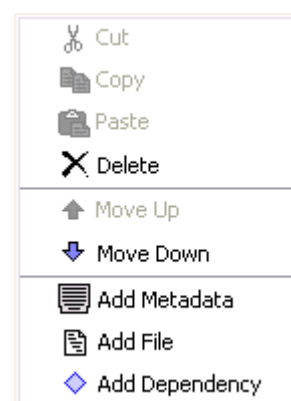 Cut
Copy
Paste
Delete
Move Up
Move Down
Add Metadata
Add File
Add Dependency